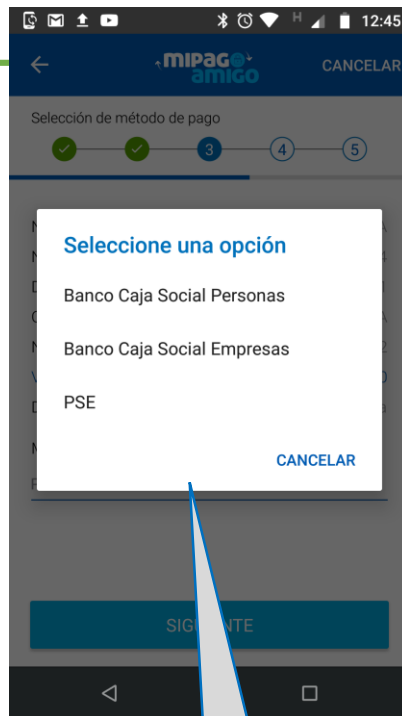 H 12:45
mipago
amigo
CANCELAR
Selección de método de pago
3 4 5
Seleccione una opción
Banco Caja Social Personas
Banco Caja Social Empresas
PSE
CANCELAR